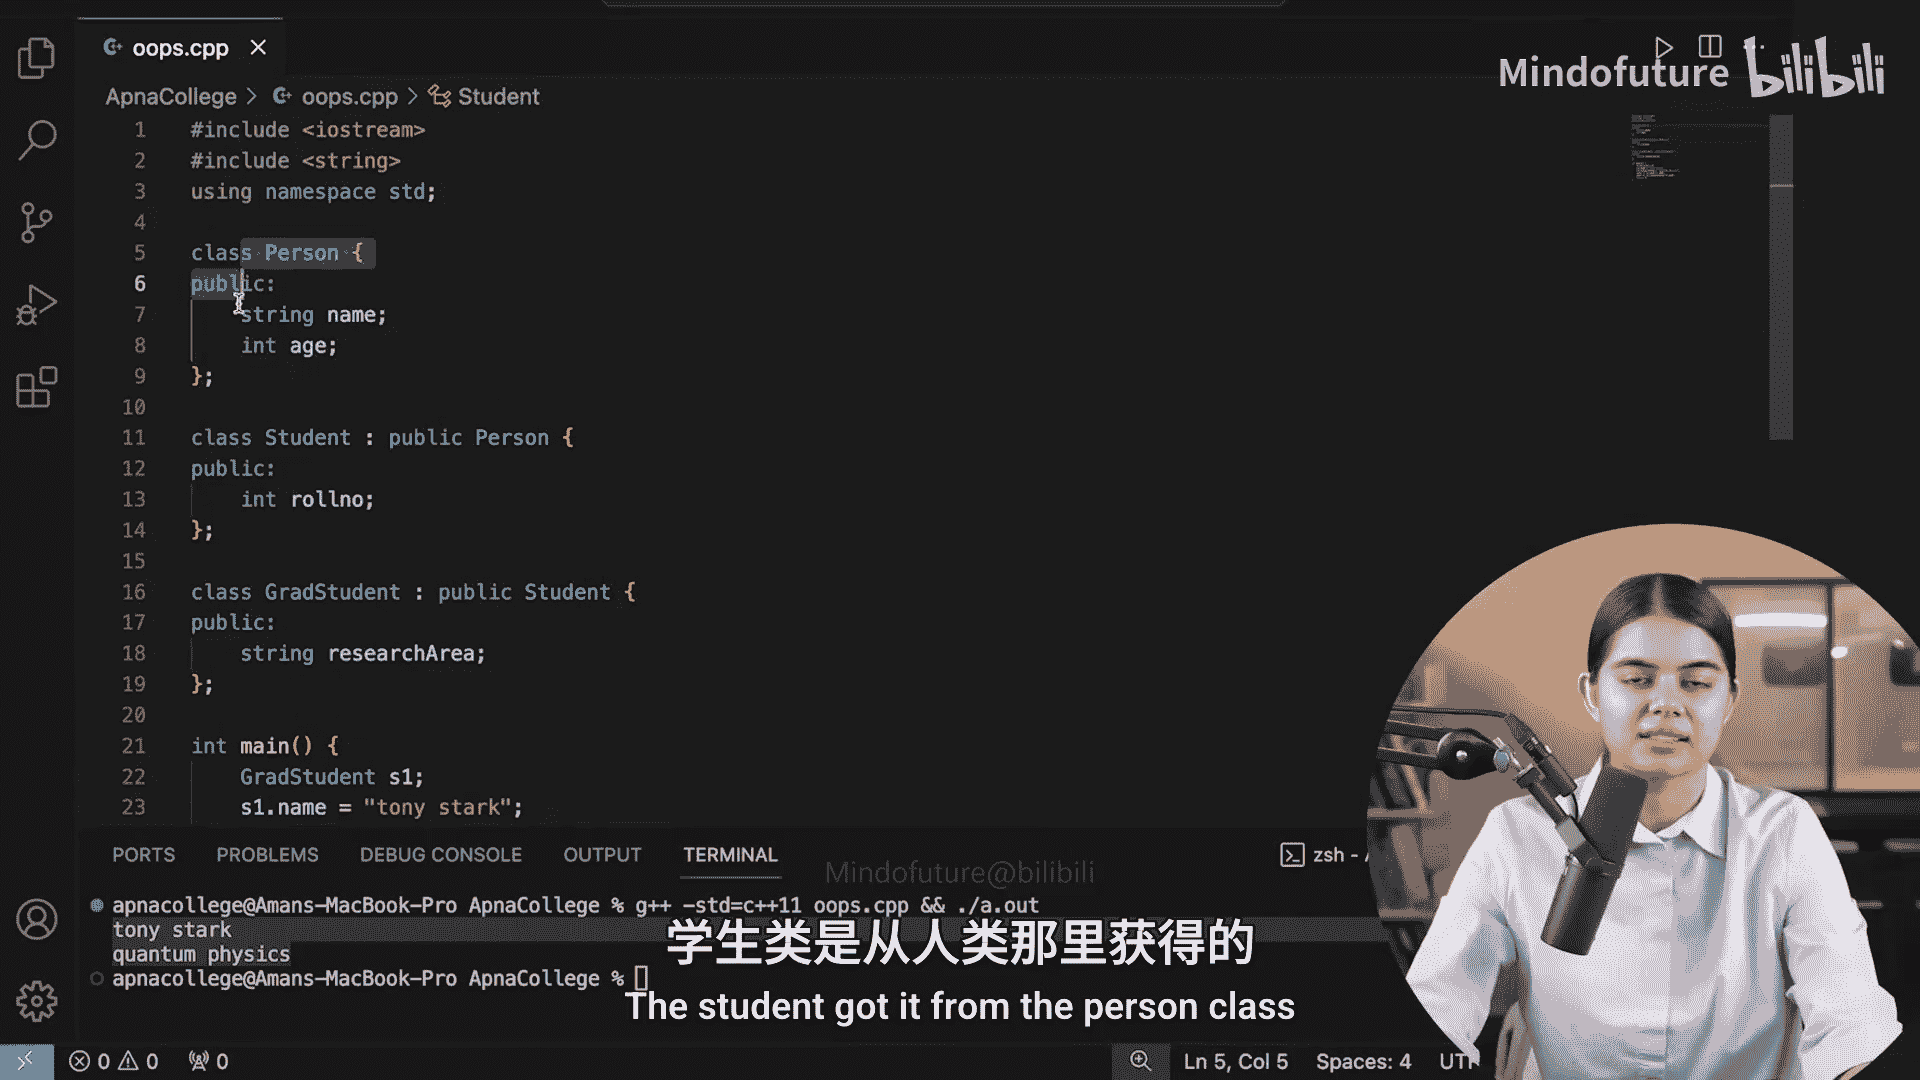 oops.cpp
Mindofuture bilibili
ApnaCollege > oops.cpp > Student
1 #include <iostream>
2 #include <string>
3 using namespace std;
4
5 class Person {
6 public:
7 string name;
8 int age;
9 };
10
11 class Student : public Person {
12 public:
13 int rollno;
14 };
15
16 class GradStudent : public Student {
17 public:
18 string researchArea;
19 };
20
21 int main() {
22 GradStudent s1;
23 s1.name = "tony stark";
PORTS PROBLEMS DEBUG CONSOLE OUTPUT TERMINAL zsh -
Mindofuture@bilibili
apnacollege@Amans-MacBook-Pro ApnaCollege % g++ -std=c++11 oops.cpp && ./a.out
tony stark
quantum physics
apnacollege@Amans-MacBook-Pro ApnaCollege %
学生类是从人类那里获得的
The student got it from the person class
0 0 0 Ln 5, Col 5 Spaces: 4